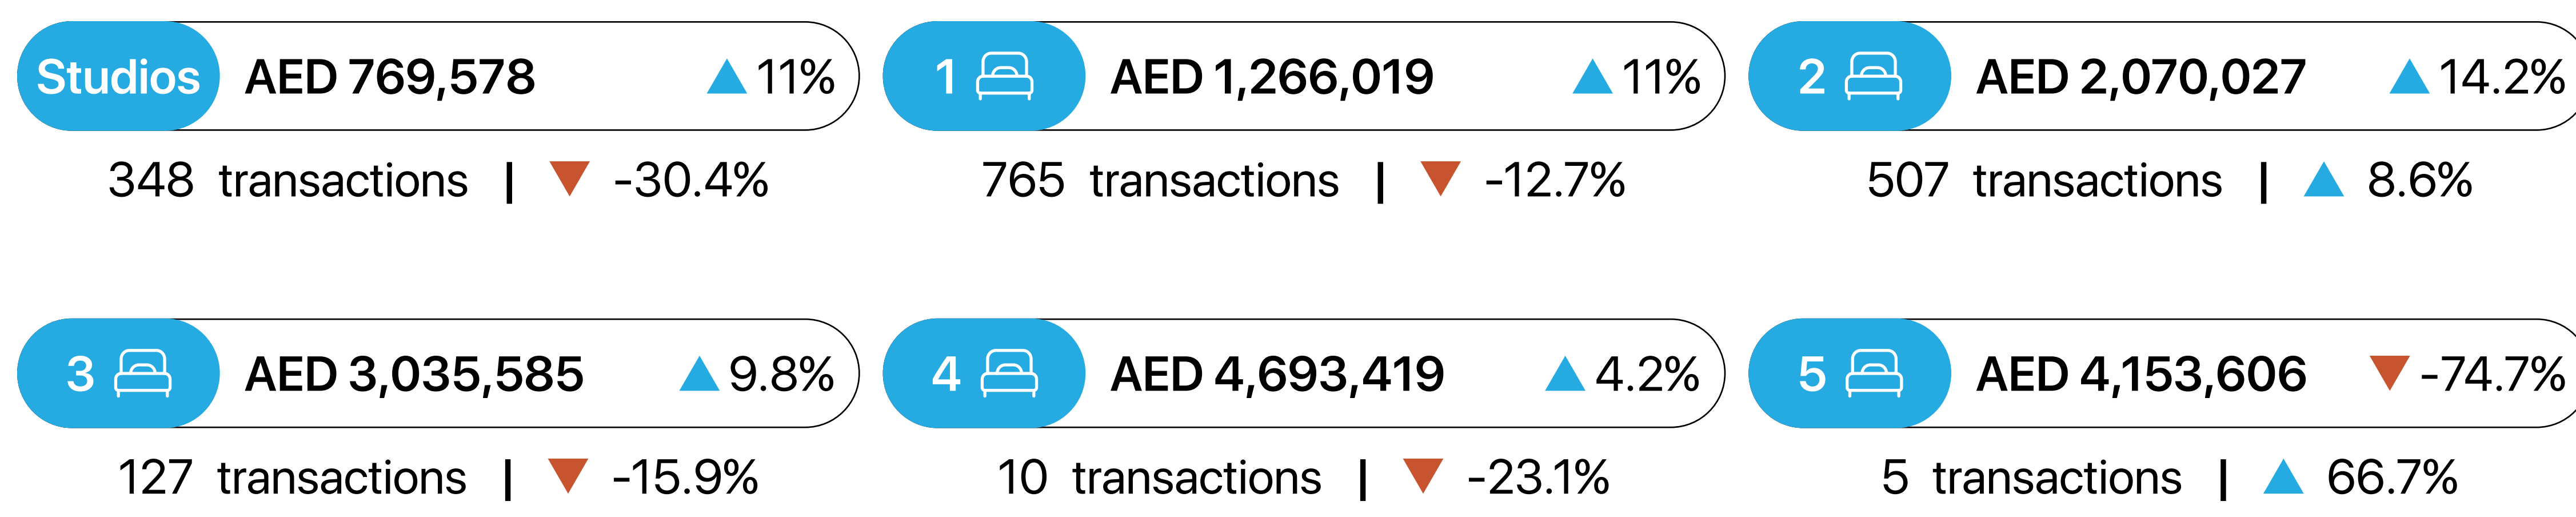 Studios AED 769,578 ▲ 11%
348 transactions | ▼ -30.4%
1 AED 1,266,019 ▲ 11%
765 transactions | ▼ -12.7%
2 AED 2,070,027 ▲ 14.2%
507 transactions | ▲ 8.6%
3 AED 3,035,585 ▲ 9.8%
127 transactions | ▼ -15.9%
4 AED 4,693,419 ▲ 4.2%
10 transactions | ▼ -23.1%
5 AED 4,153,606 ▼ -74.7%
5 transactions | ▲ 66.7%